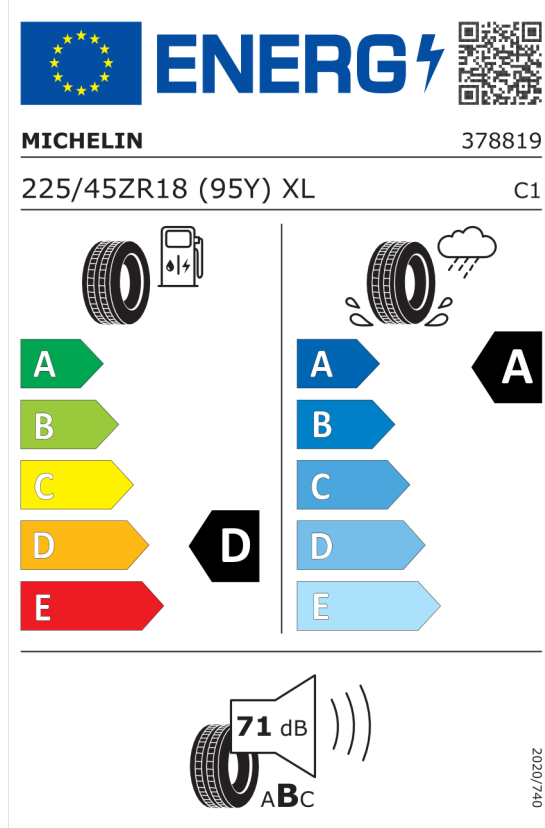 ENERG
MICHELIN 378819
225/45ZR18 (95Y) XL C1
A A A
B B
C C
D D D
E E
71 dB
ABC
2020/740